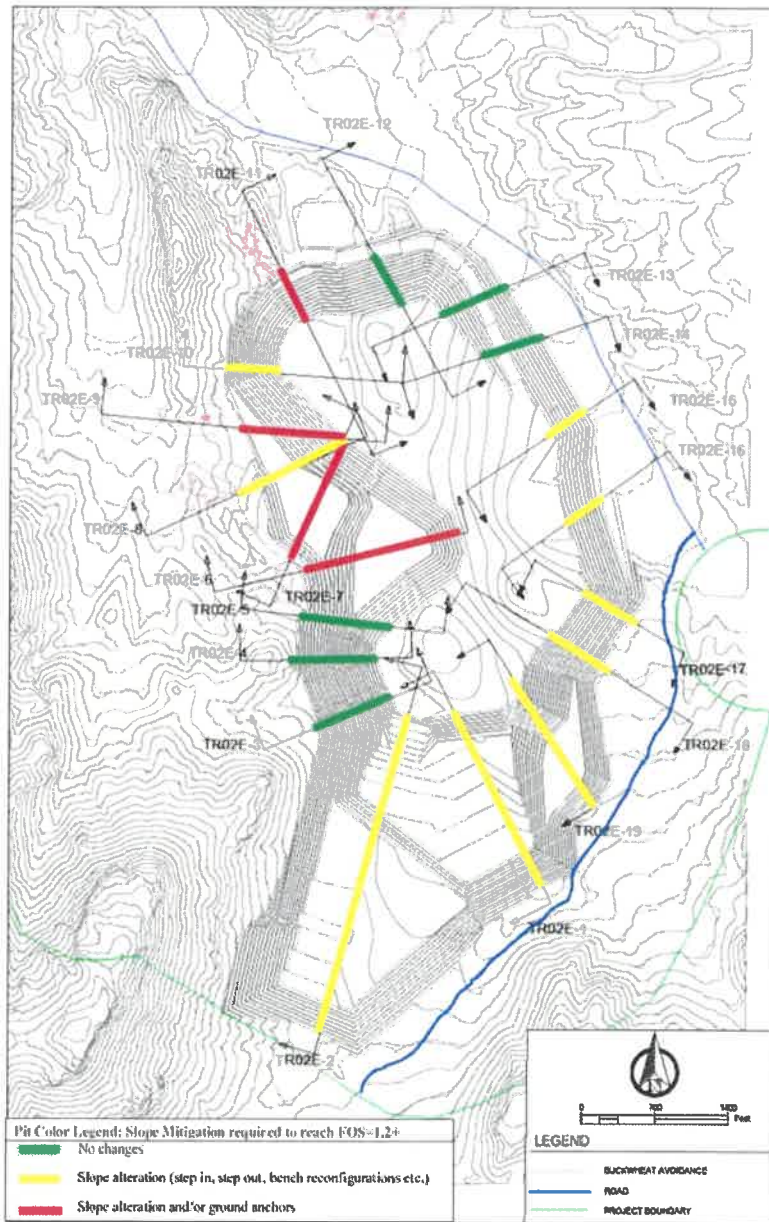 TR02E-12
TR02E-11
TR02E-13
TR02E-14
TR02E-10
TR02E-9
TR02E-15
TR02E-16
TR02E-8
TR02E-6
TR02E-5
TR02E-7
TR02E-4
TR02E-17
TR02E-3
TR02E-18
TR02E-19
TR02E-1
TR02E-2
N
0 700 1400
Feet
Pit Color Legend: Slope Mitigation required to reach FOS=1.2+
No changes
Slope alteration (step in, step out, bench reconfigurations etc.)
Slope alteration and/or ground anchors
LEGEND
BUCKWHEAT AVOIDANCE
ROAD
PROJECT BOUNDARY